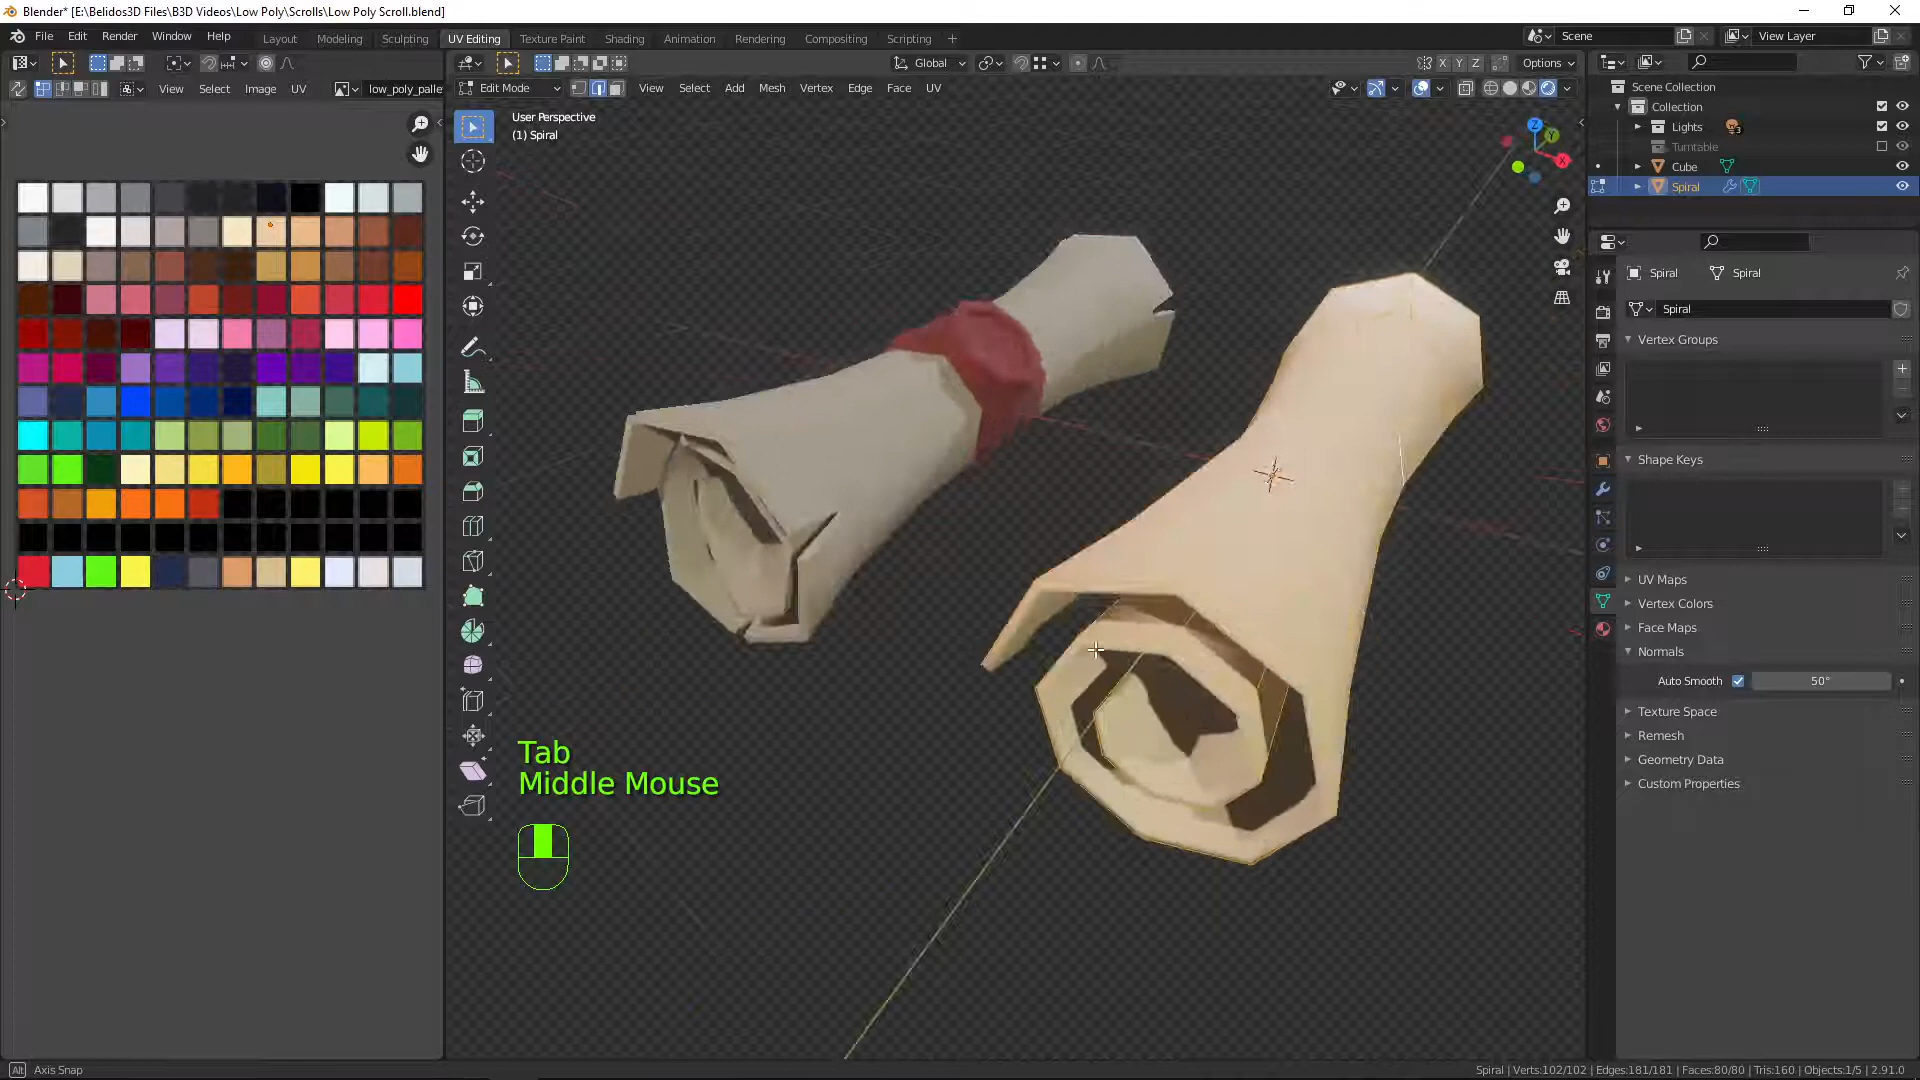 Blender* [E:\Belidos3D Files\B3D Videos\Low Poly\Scrolls\Low Poly Scroll.blend]
File Edit Render Window Help Layout Modeling Sculpting UV Editing Texture Paint Shading Animation Rendering Compositing Scripting + Scene View Layer
Global X Y Z Options
View Select Image UV low_poly_palle Edit Mode View Select Add Mesh Vertex Edge Face UV
Scene Collection
Collection
Lights 3
Turntable
Cube
Spiral
User Perspective
(1) Spiral
Z
Y
X
Spiral Spiral
Spiral
Vertex Groups
Shape Keys
UV Maps
Vertex Colors
Face Maps
Normals
Auto Smooth 50°
Texture Space
Remesh
Geometry Data
Custom Properties
Tab
Middle Mouse
Alt Axis Snap
Spiral | Verts:102/102 | Edges:181/181 | Faces:80/80 | Tris:160 | Objects:1/5 | 2.91.0